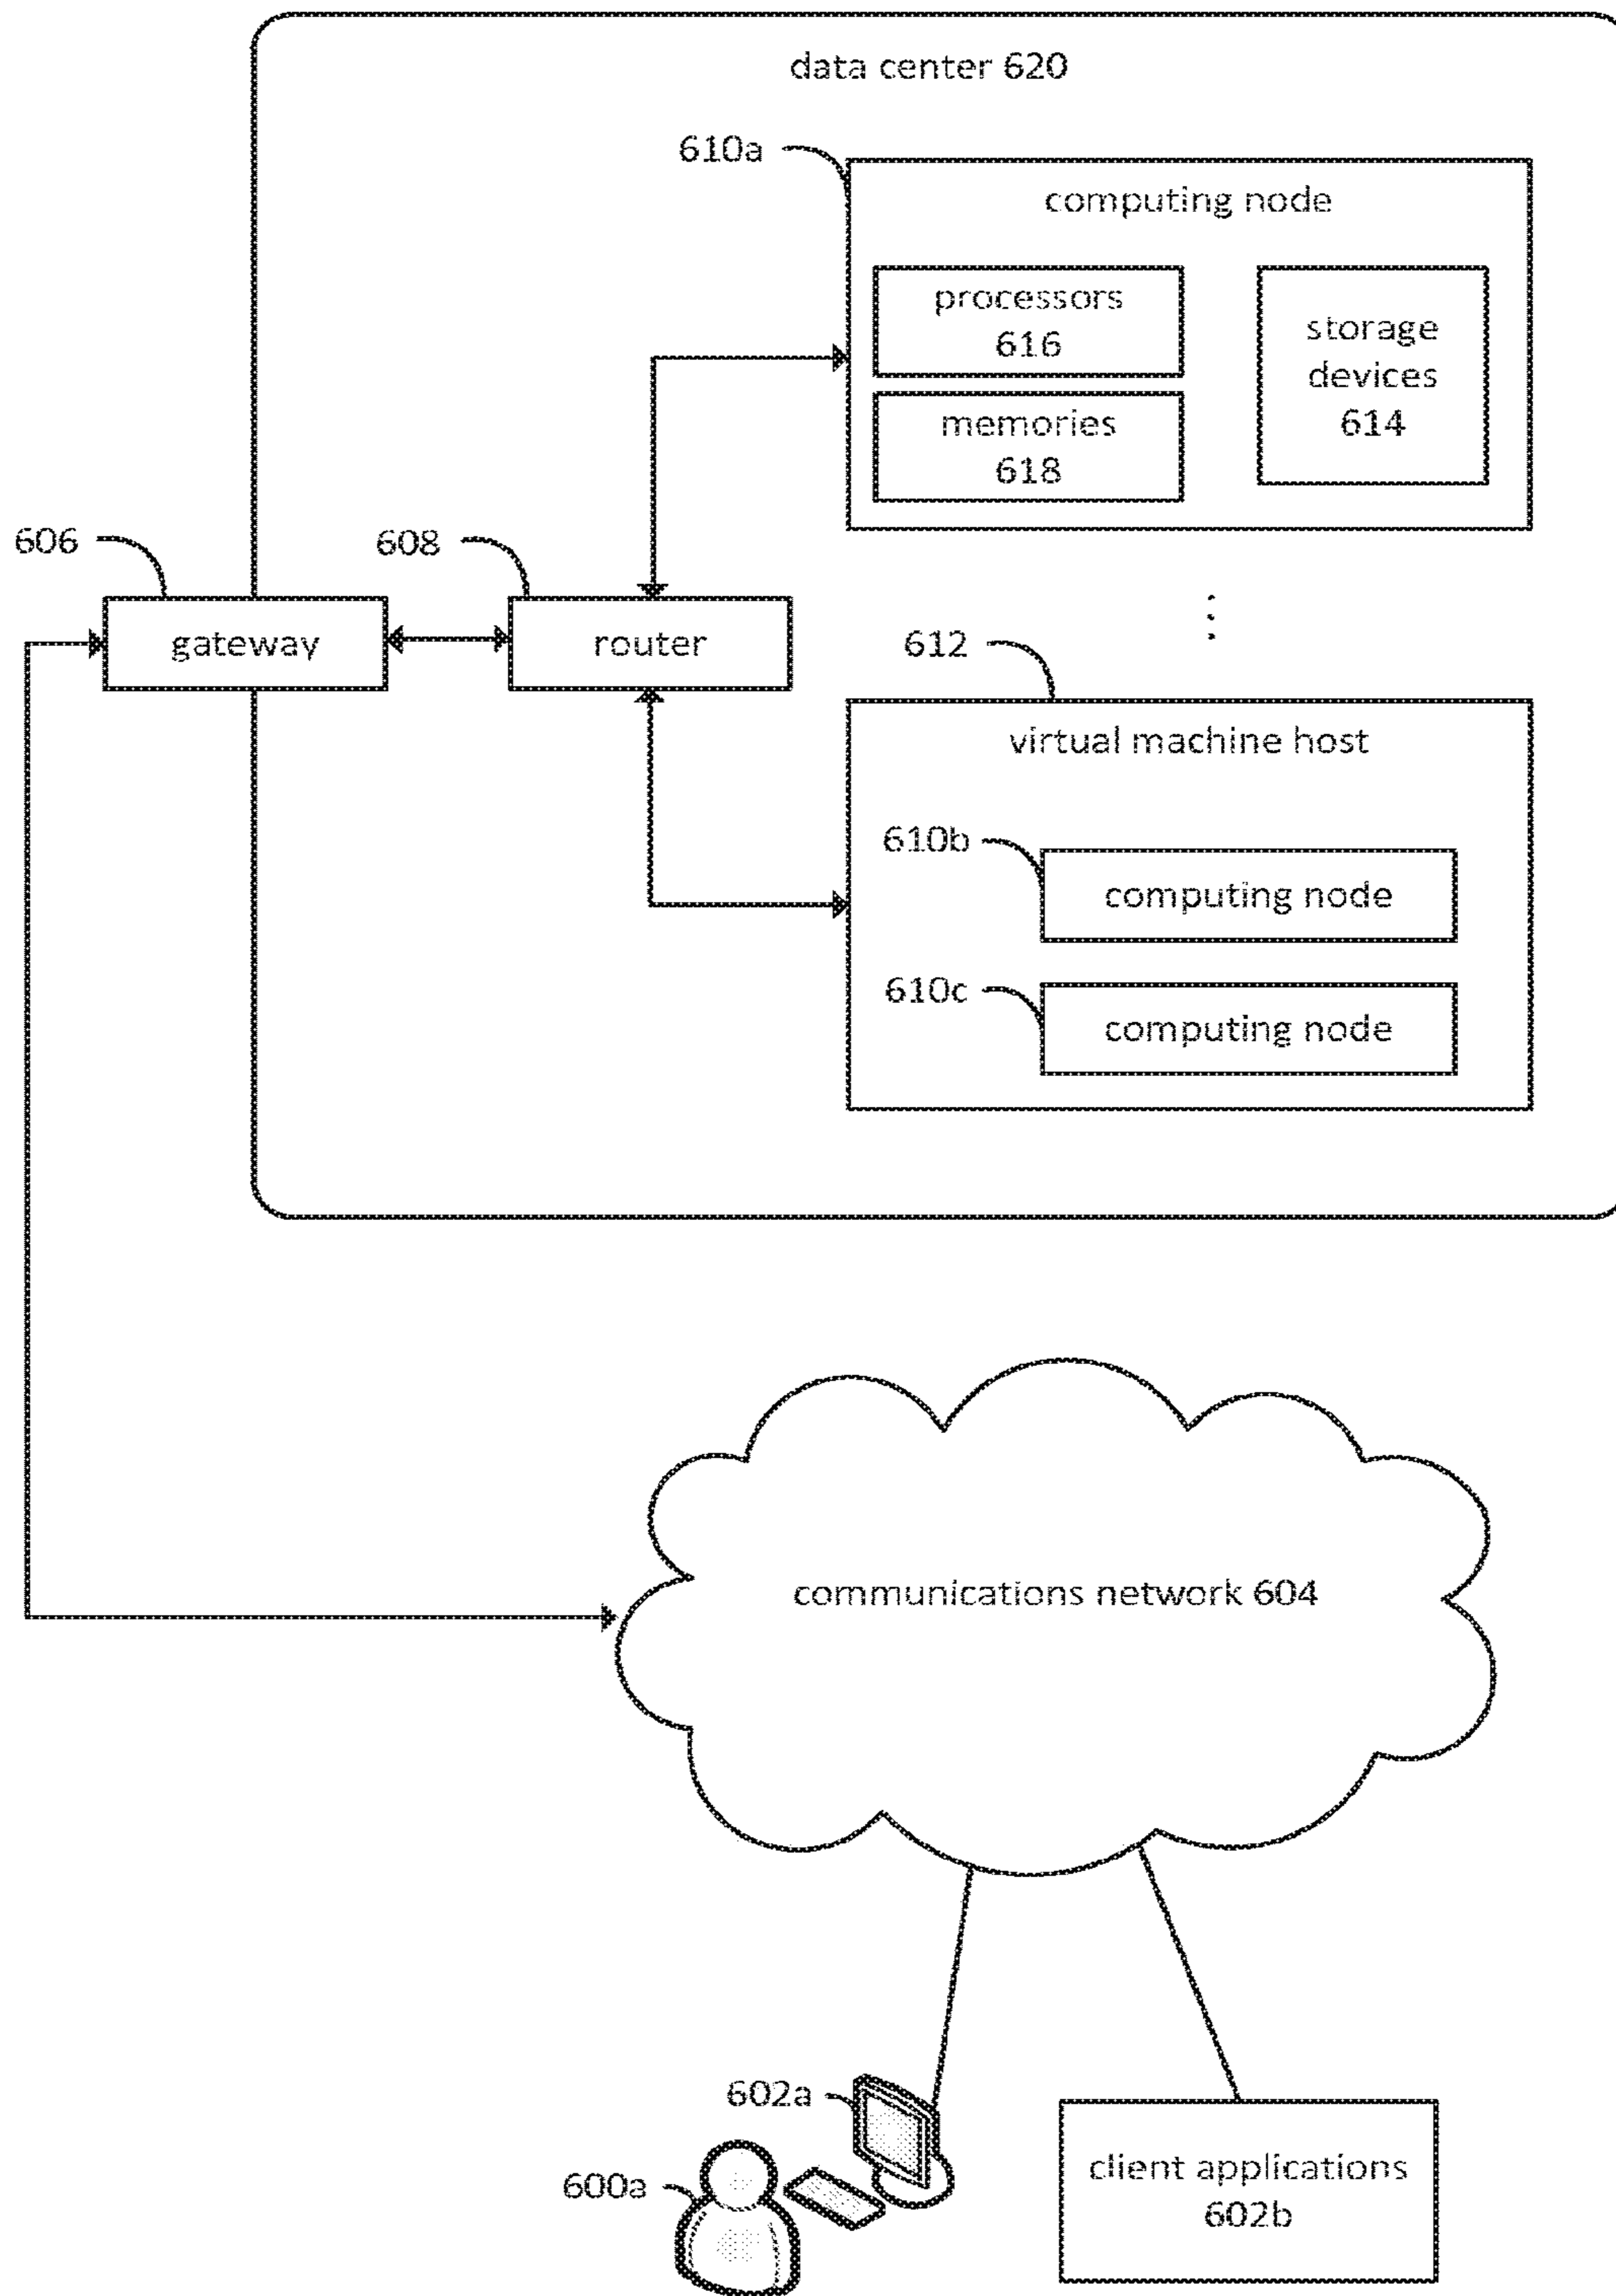 data center 620
610a
computing node
processors
616
storage
devices
614
memories
618
606
608
gateway
router
612
virtual machine host
610b
computing node
610c
computing node
communications network 604
602a
600a
client applications
602b